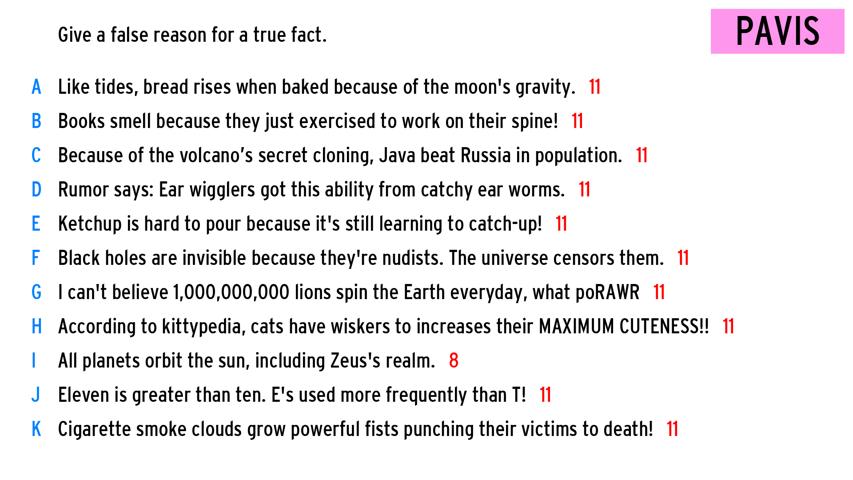 Give a false reason for a true fact.
PAVIS
A Like tides, bread rises when baked because of the moon's gravity. 11
B Books smell because they just exercised to work on their spine! 11
C Because of the volcano’s secret cloning, Java beat Russia in population. 11
D Rumor says: Ear wigglers got this ability from catchy ear worms. 11
E Ketchup is hard to pour because it's still learning to catch-up! 11
F Black holes are invisible because they're nudists. The universe censors them. 11
G I can't believe 1,000,000,000 lions spin the Earth everyday, what poRAWR 11
H According to kittypedia, cats have wiskers to increases their MAXIMUM CUTENESS!! 11
I All planets orbit the sun, including Zeus's realm. 8
J Eleven is greater than ten. E's used more frequently than T! 11
K Cigarette smoke clouds grow powerful fists punching their victims to death! 11